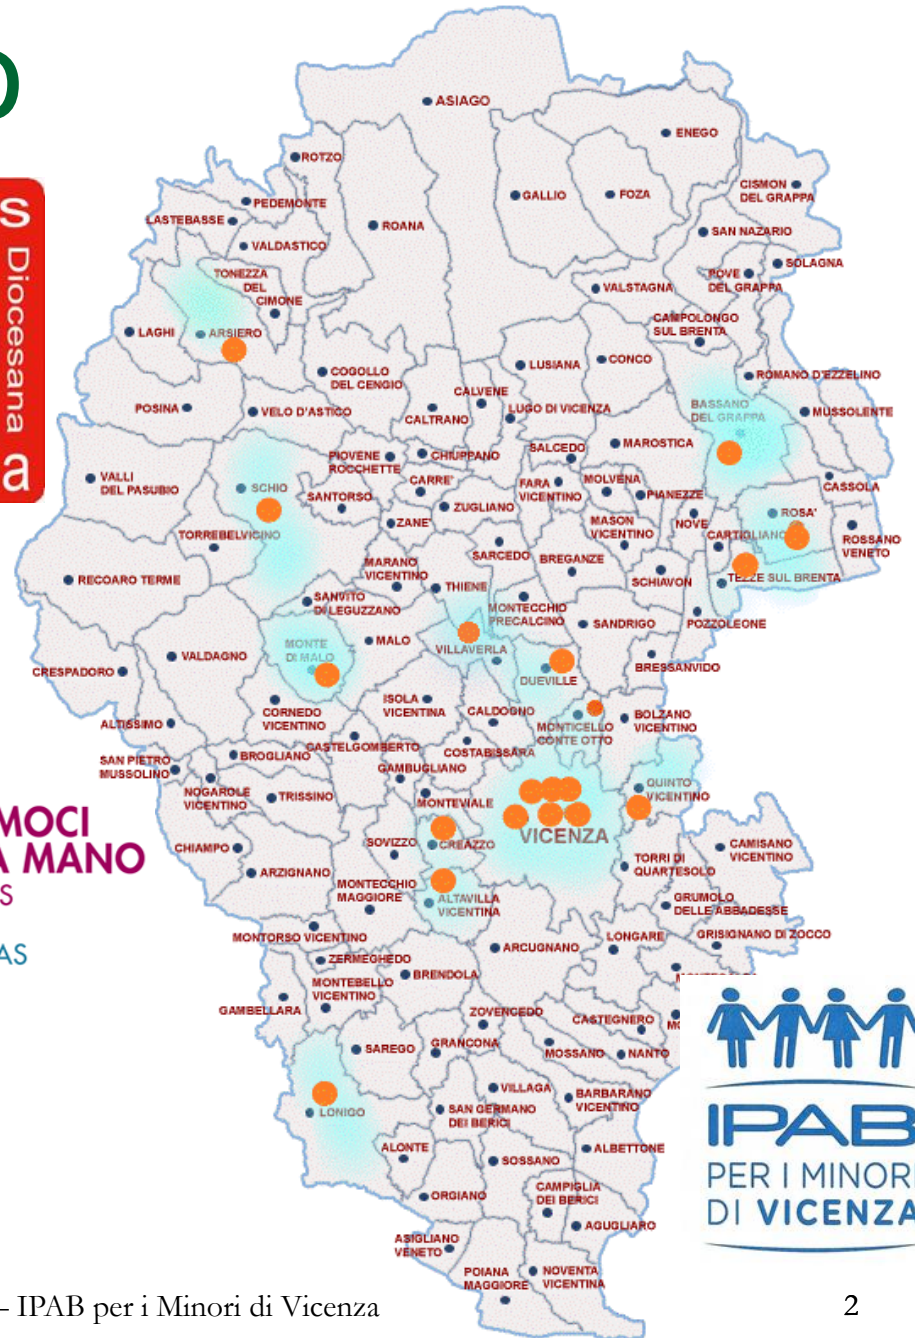 O
S
Diocesana
a
MOCI
A MANO
S
AS
ASIAGO
ENEGO
ROTZO
CISMON
DEL GRAPPA
GALLIO
FOZA
PEDEMONTE
LASTEBASSE
ROANA
SAN NAZARIO
VALDASTICO
SOLAGNA
TONEZZA
DEL
CIMONE
POVE
DEL GRAPPA
VALSTAGNA
CAMPOLONGO
SUL BRENTA
LAGHI
ARSIERO
LUSIANA
CONCO
COGOLLO
DEL CENGIO
ROMANO D'EZZELINO
CALVENE
BASSANO
DEL GRAPPA
POSINA
VELO D'ASTICO
CALTRANO
LUGO DI VICENZA
MUSSOLENTE
SALCEDO
MAROSTICA
PIOVENE
ROCCHETTE
CHIUPPANO
VALLI
DEL PASUBIO
CARRE'
FARA
VICENTINO
MOLVENA
CASSOLA
SCHIO
SANTORSO
PIANEZZE
ZUGLIANO
ROSA'
ZANE'
MASON
VICENTINO
NOVE
CARTIGLIANO
ROSSANO
VENETO
TORREBELVICINO
SARCEDO
BREGANZE
MARANO
VICENTINO
RECOARO TERME
THIENE
SCHIAVON
TEZZE SUL BRENTA
SANVITO
DI LEGUZZANO
MONTECCHIO
PRECALCINO
SANDRIGO
POZZOLEONE
MONTE
DI MALO
MALO
VILLAVERLA
VALDAGNO
BRESSANVIDO
CRESPADORO
DUEVILLE
ISOLA
VICENTINA
CORNEDO
VICENTINO
CALDOGNO
BOLZANO
VICENTINO
ALTISSIMO
MONTICELLO
CONTE OTTO
CASTELGOMBERTO
COSTABISSARA
SAN PIETRO
MUSSOLINO
BROGLIANO
GAMBUGLIANO
NOGAROLE
VICENTINO
TRISSINO
QUINTO
VICENTINO
MONTEVIALE
VICENZA
CHIAMPO
SOVIZZO
CREAZZO
CAMISANO
VICENTINO
TORRI DI
QUARTESOLO
ARZIGNANO
MONTECCHIO
MAGGIORE
ALTAVILLA
VICENTINA
GRUMOLO
DELLE ABBADESSE
MONTORSO VICENTINO
LONGARE
GRISIGNANO DI ZOCCO
ARCUGNANO
ZERMEGHEDO
BRENDOLA
MONTEBELLO
VICENTINO
GAMBELLARA
ZOVENCEDO
CASTEGNERO
MO
GRANCONA
SAREGO
MOSSANO
NANTO
VILLAGA
BARBARANO
VICENTINO
LONIGO
SAN GERMANO
DEI BERICI
ALONTE
ALBETTONE
SOSSANO
CAMPIGLIA
DEI BERICI
ORGIANO
AGUGLIARO
ASIGLIANO
VENETO
POIANA
MAGGIORE
NOVENTA
VICENTINA
IPAB
PER I MINORI
DI VICENZA
– IPAB per i Minori di Vicenza
2